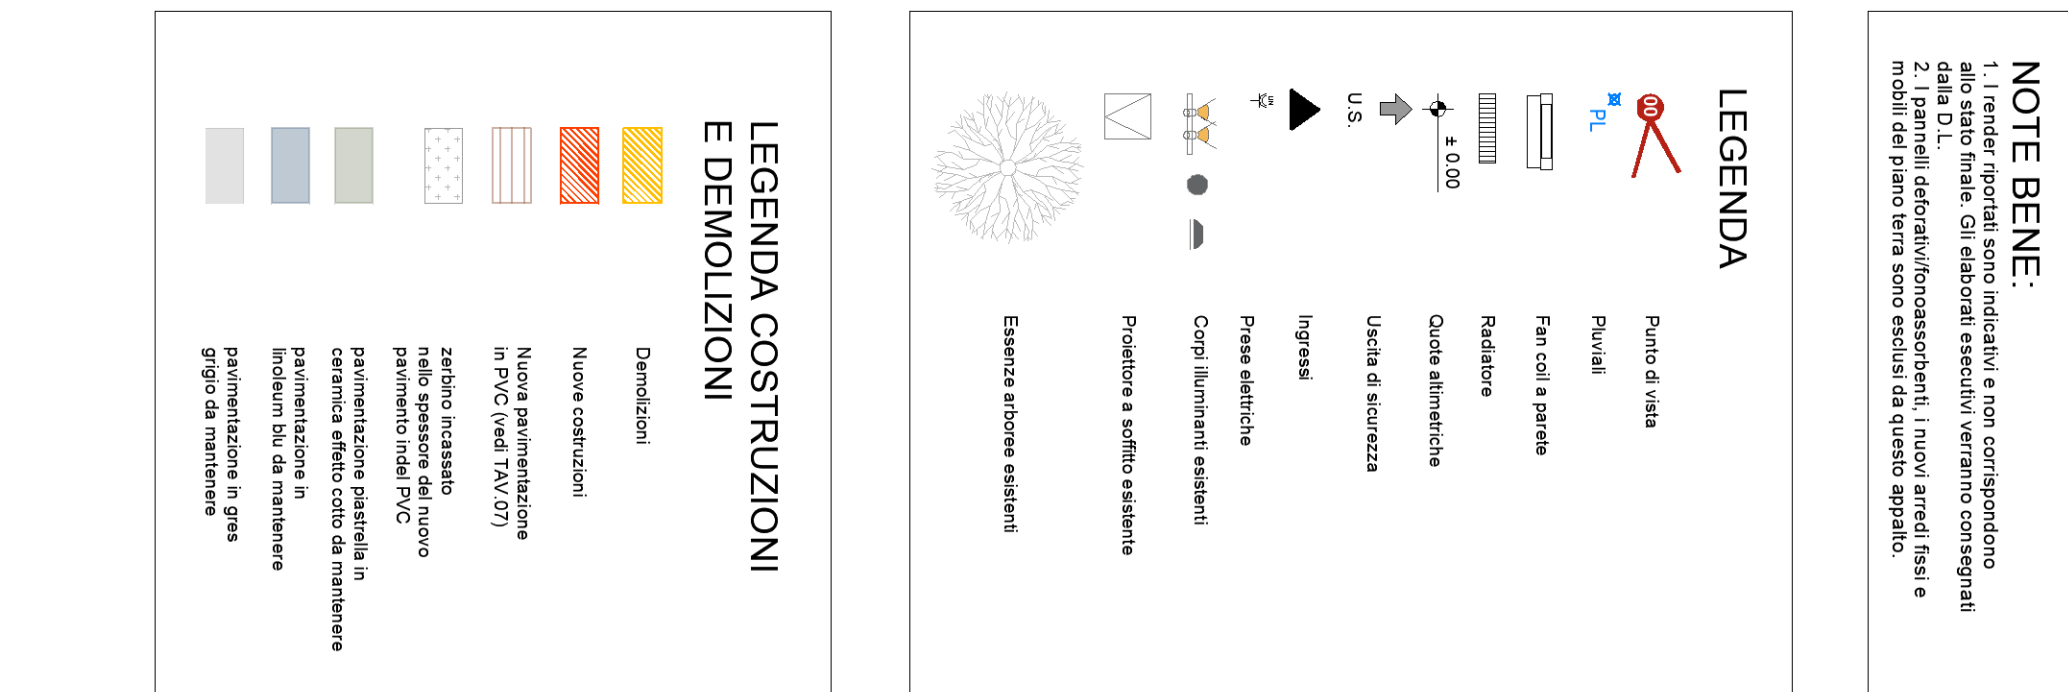 NOTE BENE:
1. I render riportati sono indicativi e non corrispondono
allo stato finale. Gli elaborati esecutivi verranno consegnati
dalla D.L.
2. I pannelli deforativi/fonoassorbenti, i nuovi arredi fissi e
mobili del piano terra sono esclusi da questo appalto.
LEGENDA
00
Punto di vista
PL
Pluviali
Fan coil a parete
Radiatore
± 0.00
Quote altimetriche
U.S.
Uscita di sicurezza
Ingressi
Prese elettriche
Corpi illuminanti esistenti
Proiettore a soffitto esistente
Essenze arboree esistenti
LEGENDA COSTRUZIONI
E DEMOLIZIONI
Demolizioni
Nuove costruzioni
Nuova pavimentazione
in PVC (vedi TAV.07)
zerbino incassato
nello spessore del nuovo
pavimento indel PVC
pavimentazione piastrella in
ceramica effetto cotto da mantenere
pavimentazione in
linoleum blu da mantenere
pavimentazione in gres
grigio da mantenere